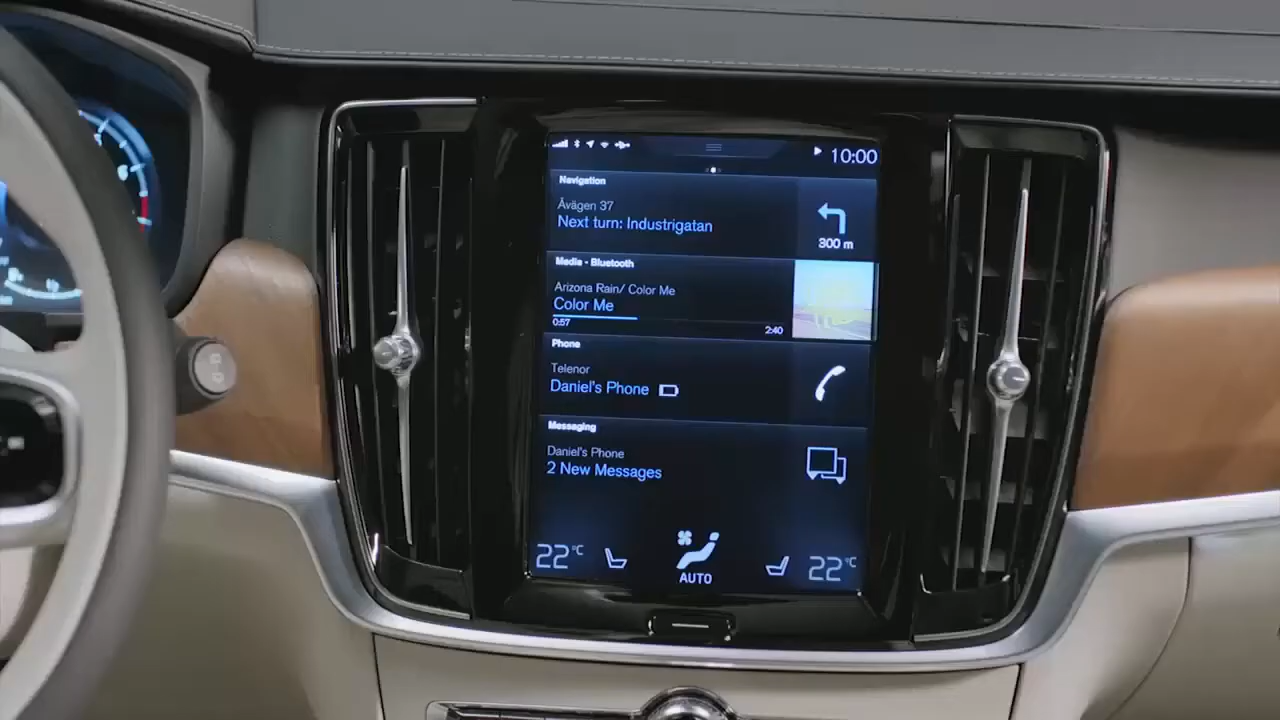 10:00
Navigation
Åvägen 37
Next turn: Industrigatan
300 m
Media - Bluetooth
Arizona Rain/ Color Me
Color Me
0:57
2:40
Phone
Telenor
Daniel's Phone
Messaging
Daniel's Phone
2 New Messages
22°C
AUTO
22°C